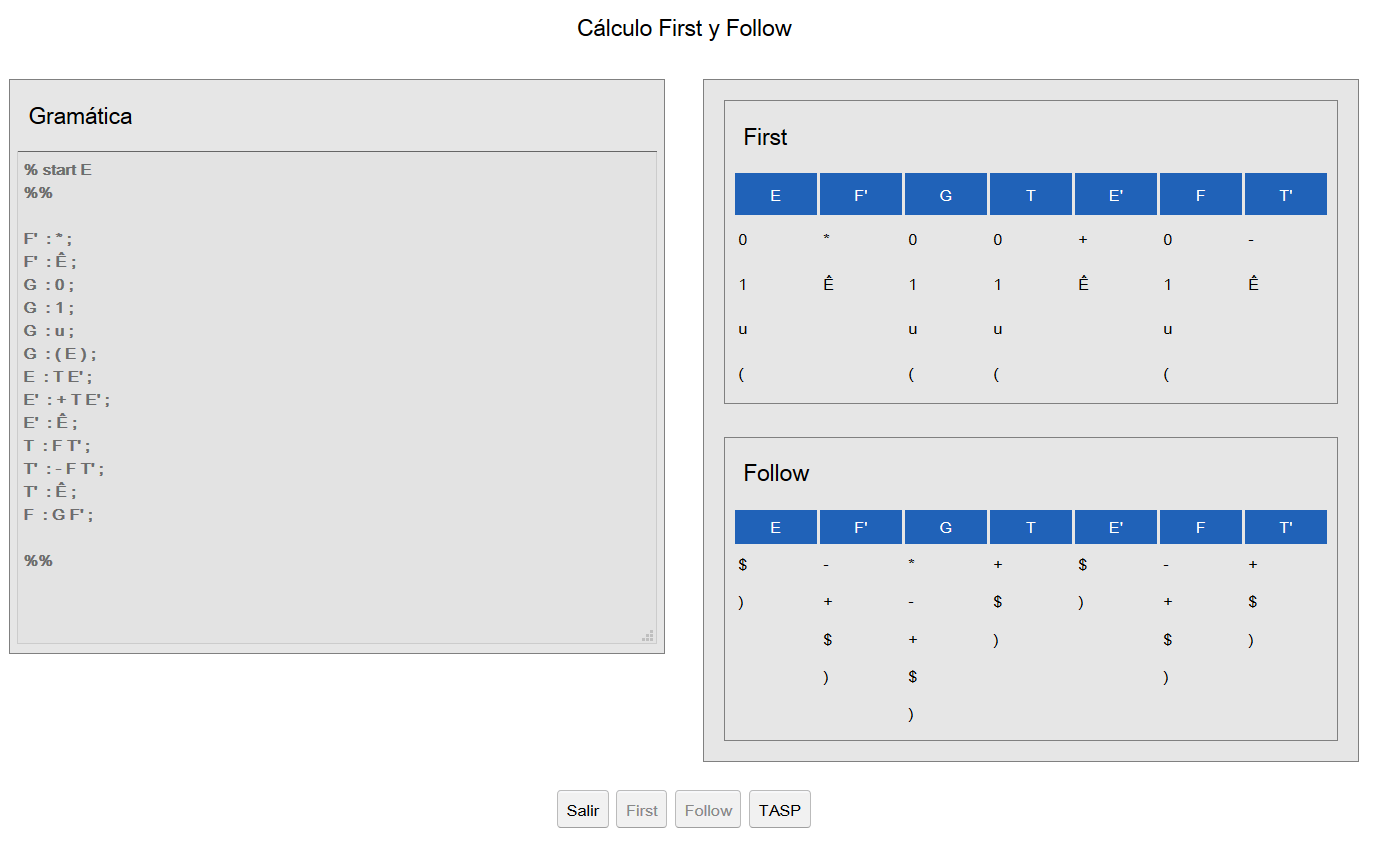 Cálculo First y Follow
Gramática
% start E
%%
F' : * ;
F' : Ê ;
G : 0 ;
G : 1 ;
G : u ;
G : ( E ) ;
E : T E' ;
E' : + T E' ;
E' : Ê ;
T : F T' ;
T' : - F T' ;
T' : Ê ;
F : G F' ;
%%
First
E F' G T E' F T'
0 * 0 0 + 0 -
1 Ê 1 1 Ê 1 Ê
u u u u
( ( ( (
Follow
E F' G T E' F T'
$ - * + $ - +
) + - $ ) + $
$ + ) $ )
) $ )
)
Salir First Follow TASP